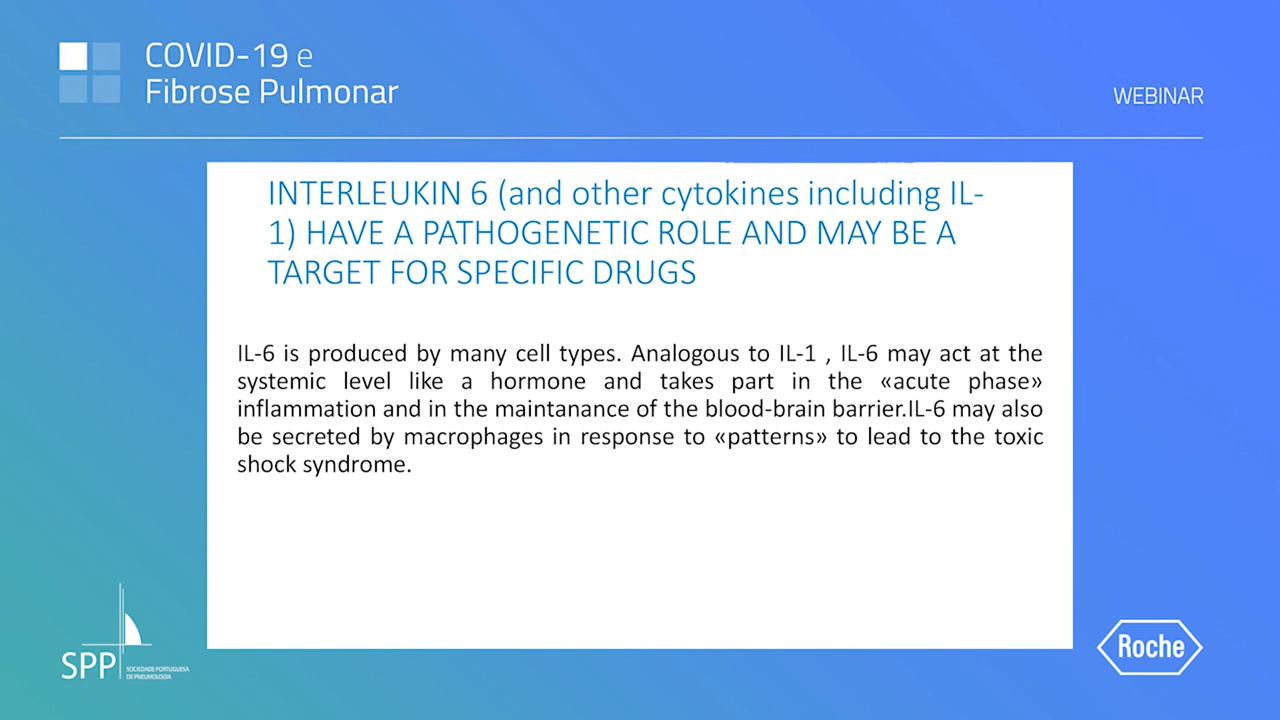 COVID-19 e
Fibrose Pulmonar
WEBINAR
INTERLEUKIN 6 (and other cytokines including IL-
1) HAVE A PATHOGENETIC ROLE AND MAY BE A
TARGET FOR SPECIFIC DRUGS
IL-6 is produced by many cell types. Analogous to IL-1 , IL-6 may act at the
systemic level like a hormone and takes part in the «acute phase»
inflammation and in the maintanance of the blood-brain barrier.IL-6 may also
be secreted by macrophages in response to «patterns» to lead to the toxic
shock syndrome.
SPP
SOCIEDADE PORTUGUESA
DE PNEUMOLOGIA
Roche